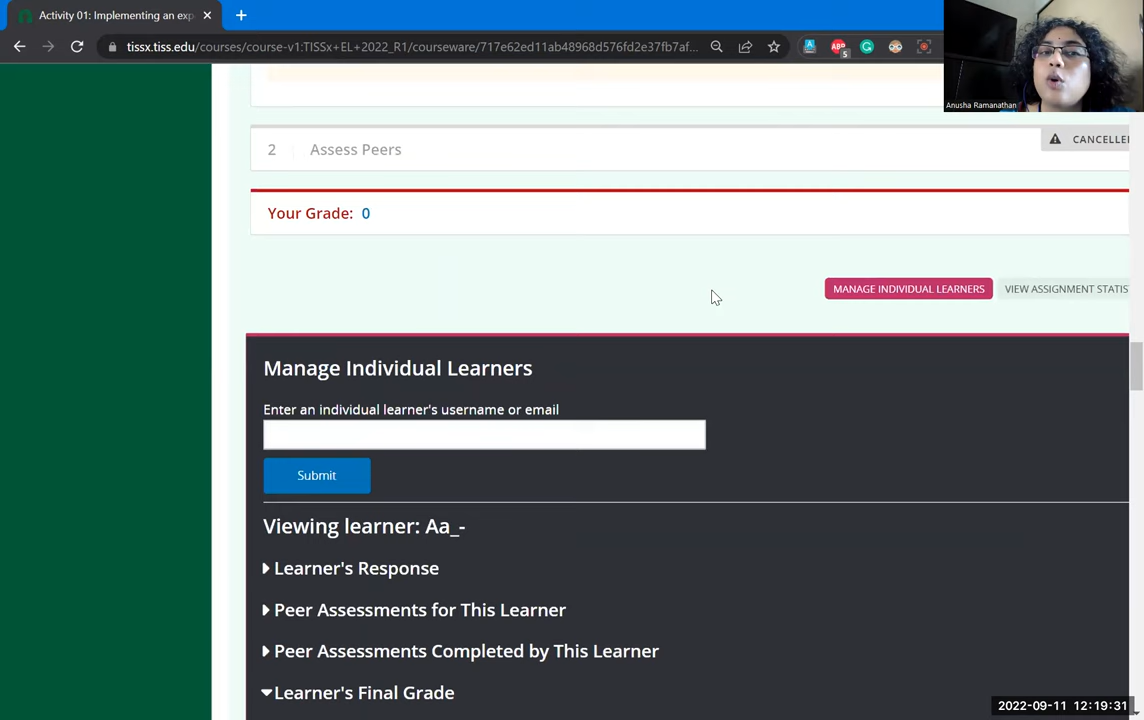 Activity 01: Implementing an exp
tissx.tiss.edu/courses/course-v1:TISSx+EL+2022_R1/courseware/717e62ed11ab48968d576fd2e37fb7af...
ABP
5
Anusha Ramanathan
2 Assess Peers
CANCELLE
Your Grade: 0
MANAGE INDIVIDUAL LEARNERS
VIEW ASSIGNMENT STATIS
Manage Individual Learners
Enter an individual learner's username or email
Submit
Viewing learner: Aa_-
Learner's Response
Peer Assessments for This Learner
Peer Assessments Completed by This Learner
Learner's Final Grade
2022-09-11 12:19:31